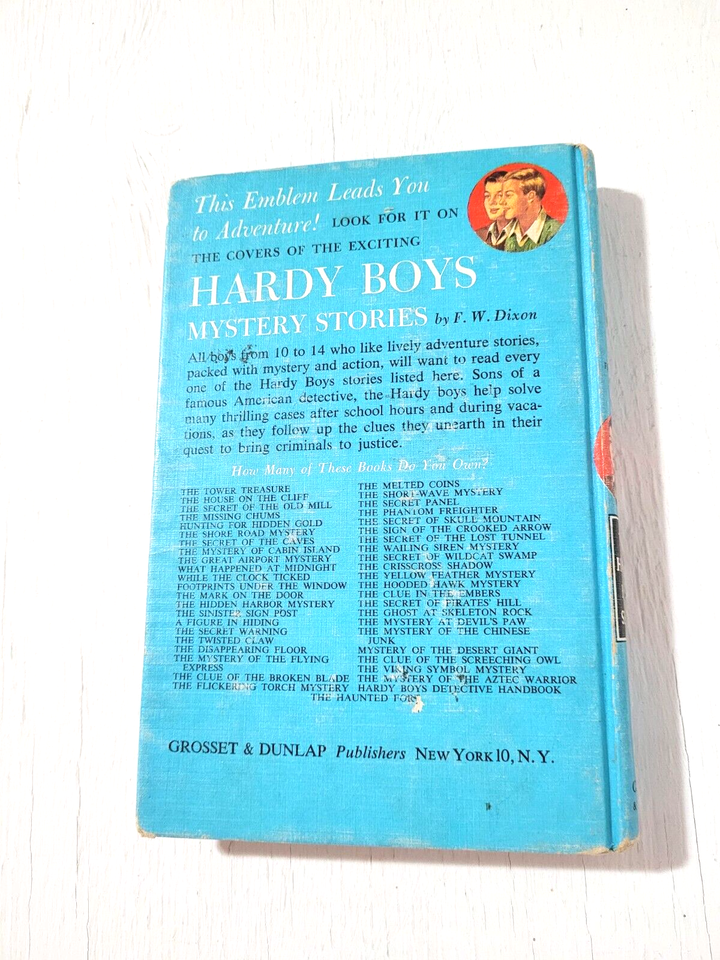 This Emblem Leads You
to Adventure! LOOK FOR IT ON
THE COVERS OF THE EXCITING
HARDY BOYS
MYSTERY STORIES by F. W. Dixon
All boys from 10 to 14 who like lively adventure stories,
packed with mystery and action, will want to read every
one of the Hardy Boys stories listed here. Sons of a
famous American detective, the Hardy boys help solve
many thrilling cases after school hours and during vaca-
tions, as they follow up the clues they unearth in their
quest to bring criminals to justice.
How Many of These Books Do You Own?
THE TOWER TREASURE
THE HOUSE ON THE CLIFF
THE SECRET OF THE OLD MILL
THE MISSING CHUMS
HUNTING FOR HIDDEN GOLD
THE SHORE ROAD MYSTERY
THE SECRET OF THE CAVES
THE MYSTERY OF CABIN ISLAND
THE GREAT AIRPORT MYSTERY
WHAT HAPPENED AT MIDNIGHT
WHILE THE CLOCK TICKED
FOOTPRINTS UNDER THE WINDOW
THE MARK ON THE DOOR
THE HIDDEN HARBOR MYSTERY
THE SINISTER SIGN POST
A FIGURE IN HIDING
THE SECRET WARNING
THE TWISTED CLAW
THE DISAPPEARING FLOOR
THE MYSTERY OF THE FLYING
EXPRESS
THE CLUE OF THE BROKEN BLADE
THE FLICKERING TORCH MYSTERY
THE MELTED COINS
THE SHORT-WAVE MYSTERY
THE SECRET PANEL
THE PHANTOM FREIGHTER
THE SECRET OF SKULL MOUNTAIN
THE SIGN OF THE CROOKED ARROW
THE SECRET OF THE LOST TUNNEL
THE WAILING SIREN MYSTERY
THE SECRET OF WILDCAT SWAMP
THE CRISSCROSS SHADOW
THE YELLOW FEATHER MYSTERY
THE HOODED HAWK MYSTERY
THE CLUE IN THE EMBERS
THE SECRET OF PIRATES' HILL
THE GHOST AT SKELETON ROCK
THE MYSTERY AT DEVIL'S PAW
THE MYSTERY OF THE CHINESE
JUNK
MYSTERY OF THE DESERT GIANT
THE CLUE OF THE SCREECHING OWL
THE VIKING SYMBOL MYSTERY
THE MYSTERY OF THE AZTEC WARRIOR
HARDY BOYS DETECTIVE HANDBOOK
THE HAUNTED FORT
GROSSET & DUNLAP Publishers NEW YORK 10, N. Y.